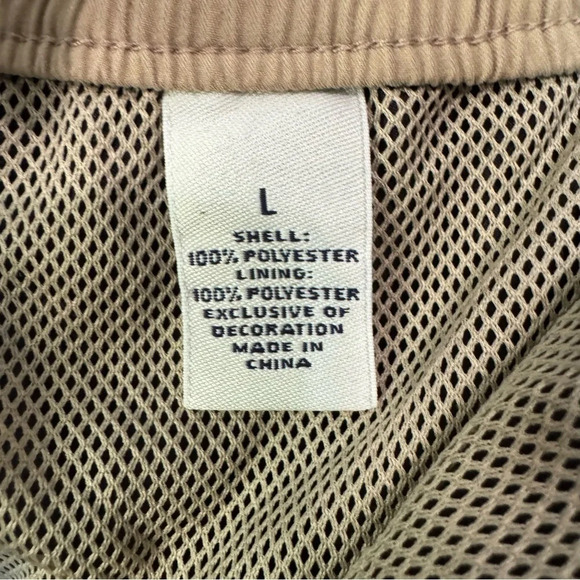 L
SHELL:
100% POLYESTER
LINING:
100% POLYESTER
EXCLUSIVE OF
DECORATION
MADE IN
CHINA